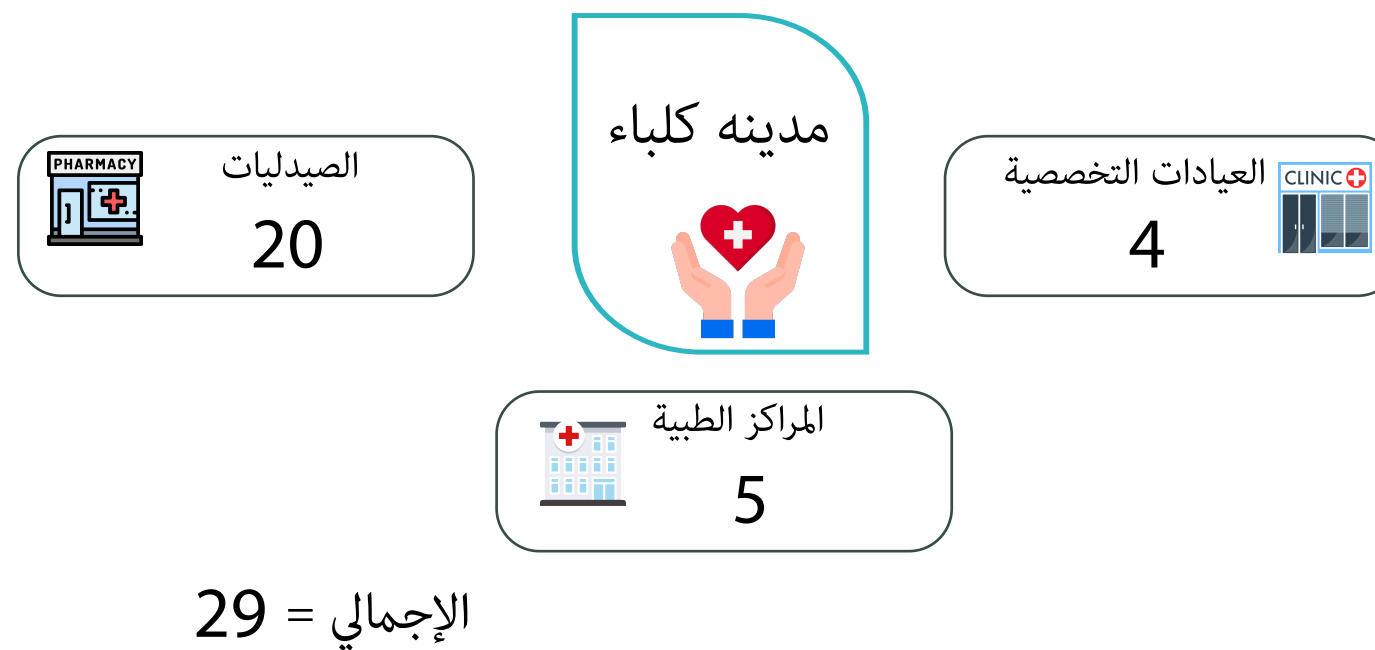 مدينه كلباء
العيادات التخصصية
CLINIC
4
الصيدليات
PHARMACY
20
المراكز الطبية
5
الإجمالي = 29